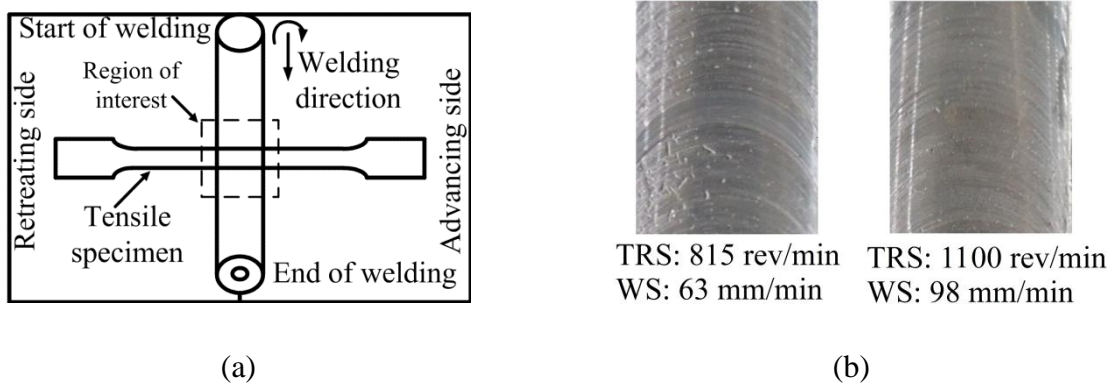 Start of welding
Region of
interest
Welding
direction
Retreating side
Advancing side
Tensile
specimen
End of welding
TRS: 815 rev/min
WS: 63 mm/min
TRS: 1100 rev/min
WS: 98 mm/min
(a)
(b)